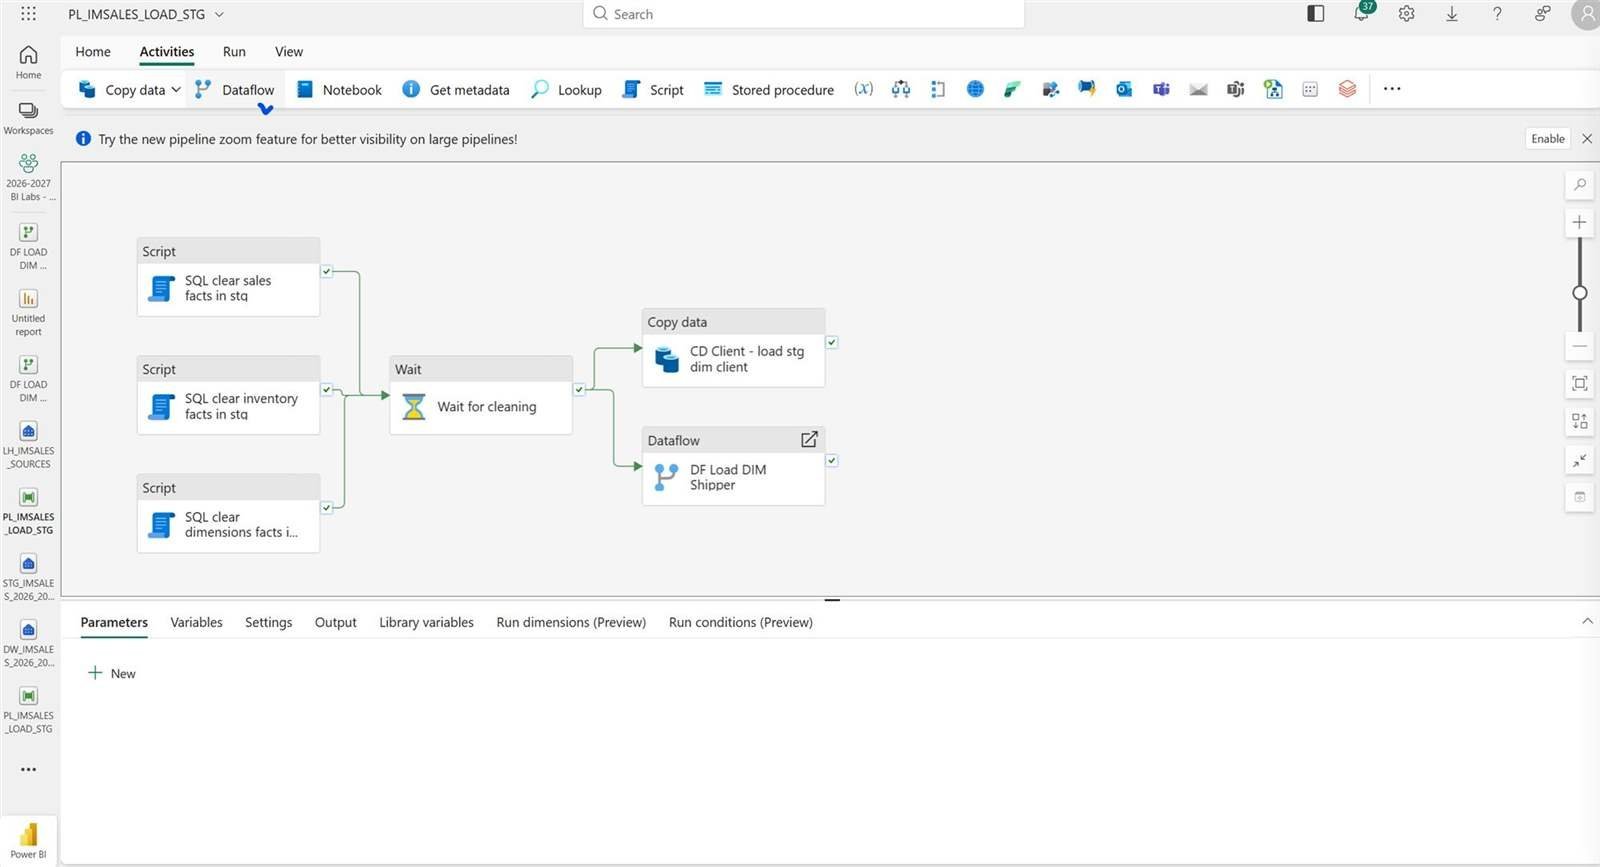 PL_IMSALES_LOAD_STG
Search
37
Home
Activities
Run
View
Copy data
Dataflow
Notebook
Get metadata
Lookup
Script
Stored procedure
(x)
Try the new pipeline zoom feature for better visibility on large pipelines!
Enable
Home
Workspaces
2026-2027
BI Labs - ...
DF LOAD
DIM ...
Untitled
report
DF LOAD
DIM ...
LH_IMSALES
_SOURCES
PL_IMSALES
_LOAD_STG
STG_IMSALE
S_2026_20...
DW_IMSALE
S_2026_20...
PL_IMSALES
_LOAD_STG
Power BI
Script
SQL clear sales
facts in stg
Script
SQL clear inventory
facts in stg
Script
SQL clear
dimensions facts i...
Wait
Wait for cleaning
Copy data
CD Client - load stg
dim client
Dataflow
DF Load DIM
Shipper
Parameters
Variables
Settings
Output
Library variables
Run dimensions (Preview)
Run conditions (Preview)
New